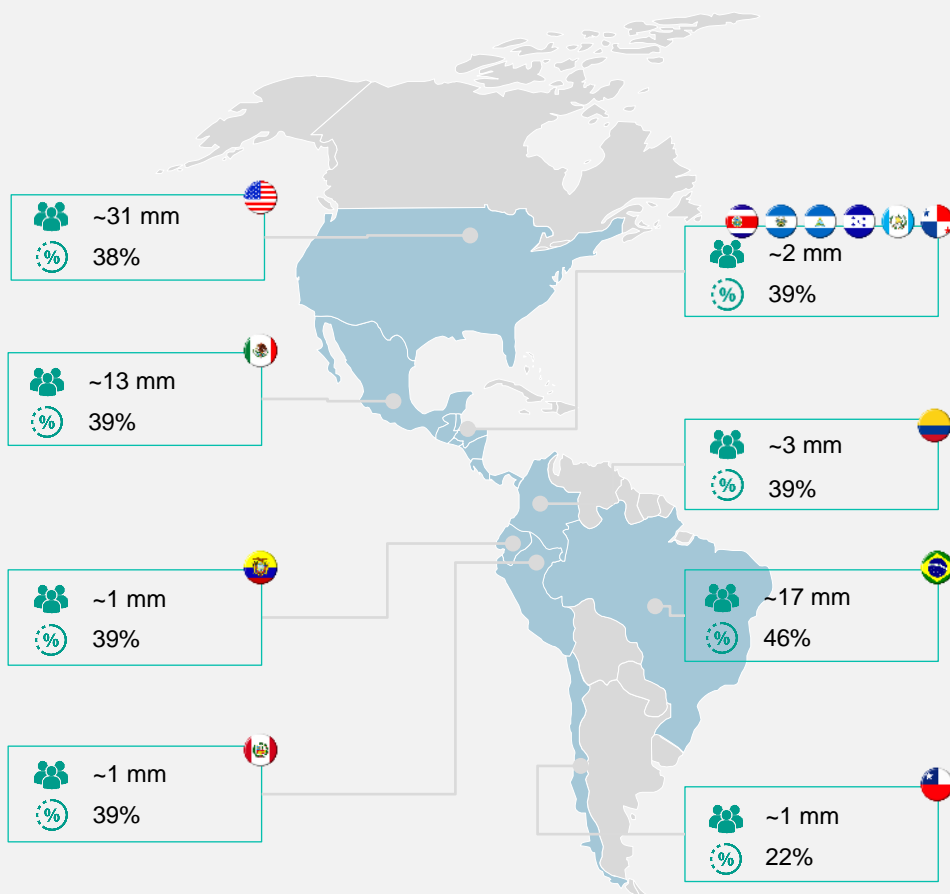 ~31 mm
% 38%
~2 mm
% 39%
~13 mm
% 39%
~3 mm
% 39%
~1 mm
% 39%
~17 mm
% 46%
~1 mm
% 39%
~1 mm
% 22%